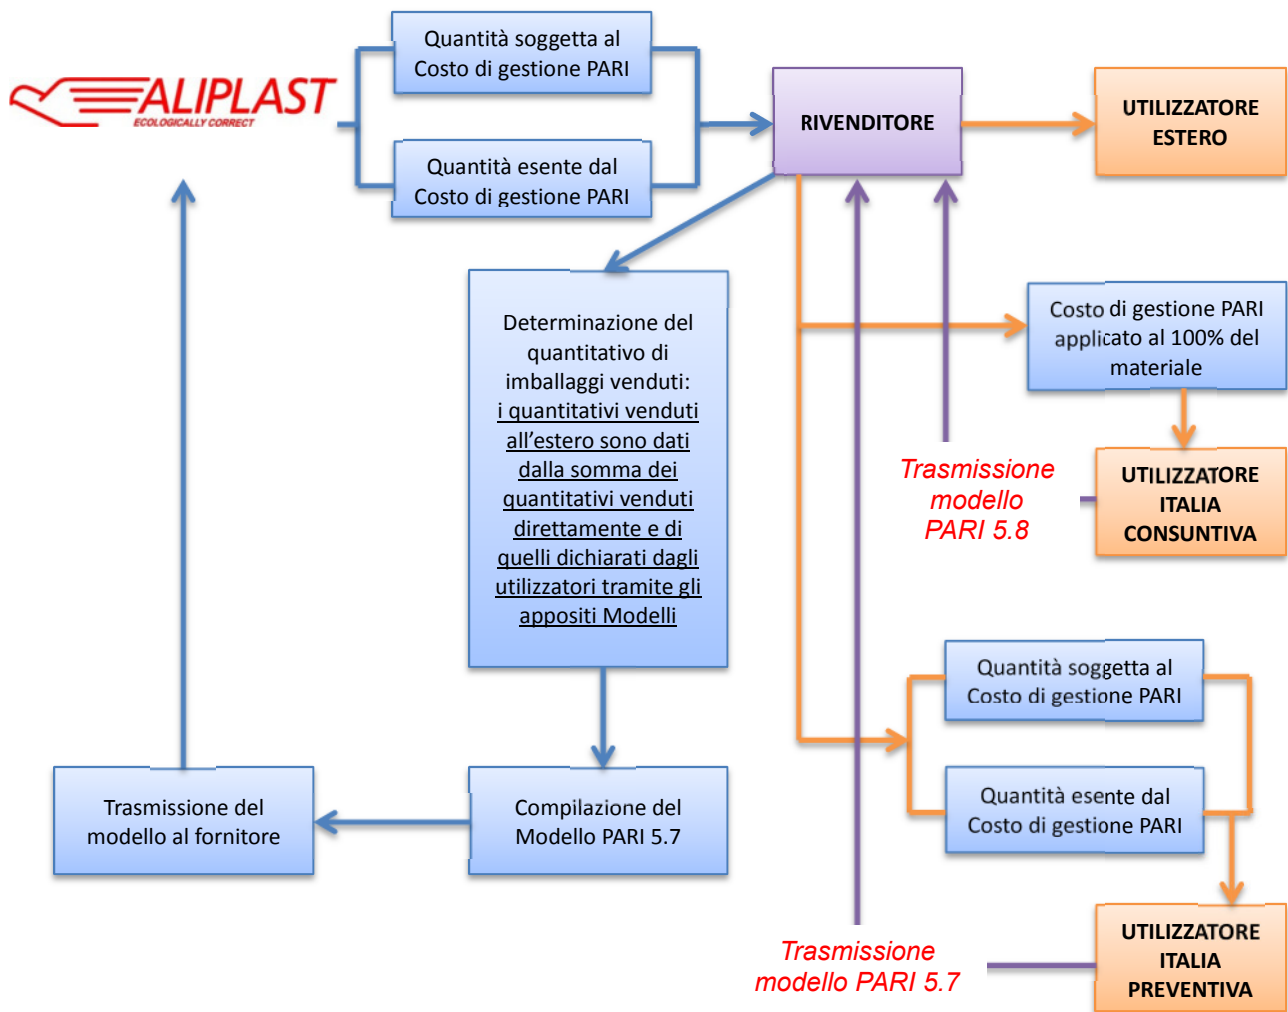 ALIPLAST
ECOLOGICALLY CORRECT
Quantità soggetta al
Costo di gestione PARI
Quantità esente dal
Costo di gestione PARI
RIVENDITORE
UTILIZZATORE
ESTERO
Determinazione del
quantitativo di
imballaggi venduti:
i quantitativi venduti
all'estero sono dati
dalla somma dei
quantitativi venduti
direttamente e di
quelli dichiarati dagli
utilizzatori tramite gli
appositi Modelli
Costo di gestione PARI
applicato al 100% del
materiale
Trasmissione
modello
PARI 5.8
UTILIZZATORE
ITALIA
CONSUNTIVA
Quantità soggetta al
Costo di gestione PARI
Quantità esente dal
Costo di gestione PARI
Trasmissione del
modello al fornitore
Compilazione del
Modello PARI 5.7
Trasmissione
modello PARI 5.7
UTILIZZATORE
ITALIA
PREVENTIVA